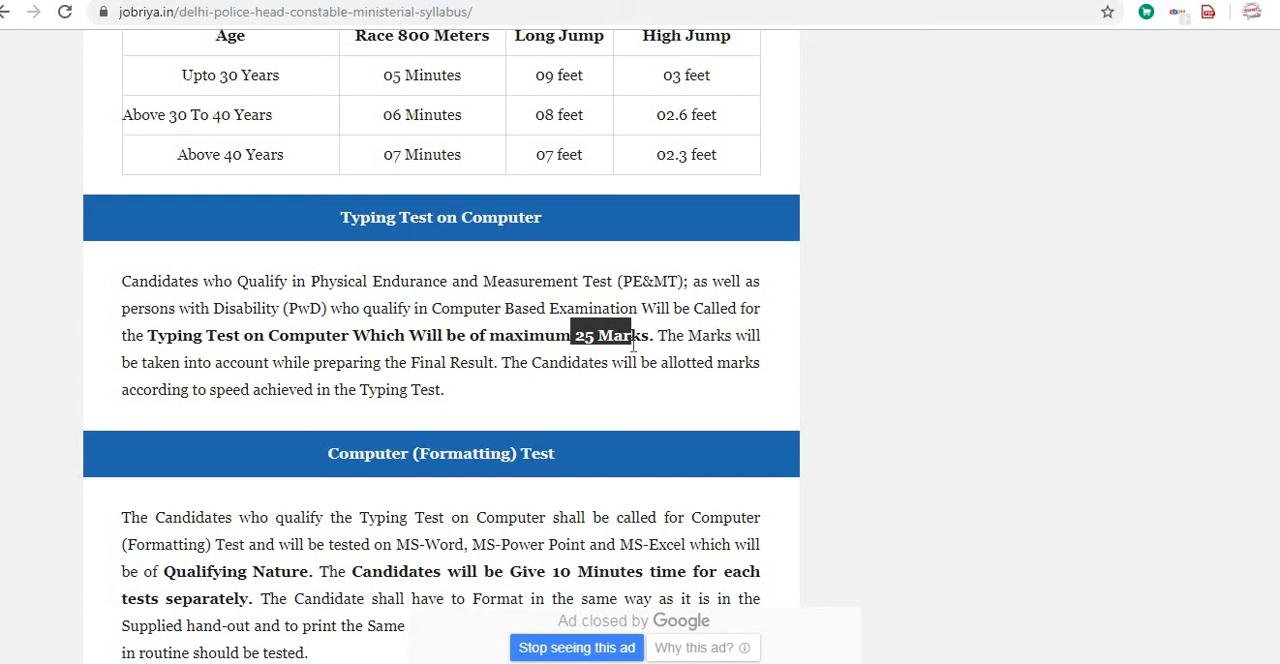 jobriya.in/delhi-police-head-constable-ministerial-syllabus/
Age Race 800 Meters Long Jump High Jump
Upto 30 Years 05 Minutes 09 feet 03 feet
Above 30 To 40 Years 06 Minutes 08 feet 02.6 feet
Above 40 Years 07 Minutes 07 feet 02.3 feet
Typing Test on Computer
Candidates who Qualify in Physical Endurance and Measurement Test (PE&MT); as well as
persons with Disability (PwD) who qualify in Computer Based Examination Will be Called for
the Typing Test on Computer Which Will be of maximum 25 Marks. The Marks will
be taken into account while preparing the Final Result. The Candidates will be allotted marks
according to speed achieved in the Typing Test.
Computer (Formatting) Test
The Candidates who qualify the Typing Test on Computer shall be called for Computer
(Formatting) Test and will be tested on MS-Word, MS-Power Point and MS-Excel which will
be of Qualifying Nature. The Candidates will be Give 10 Minutes time for each
tests separately. The Candidate shall have to Format in the same way as it is in the
Supplied hand-out and to print the Same
in routine should be tested.
Ad closed by Google
Stop seeing this ad Why this ad?